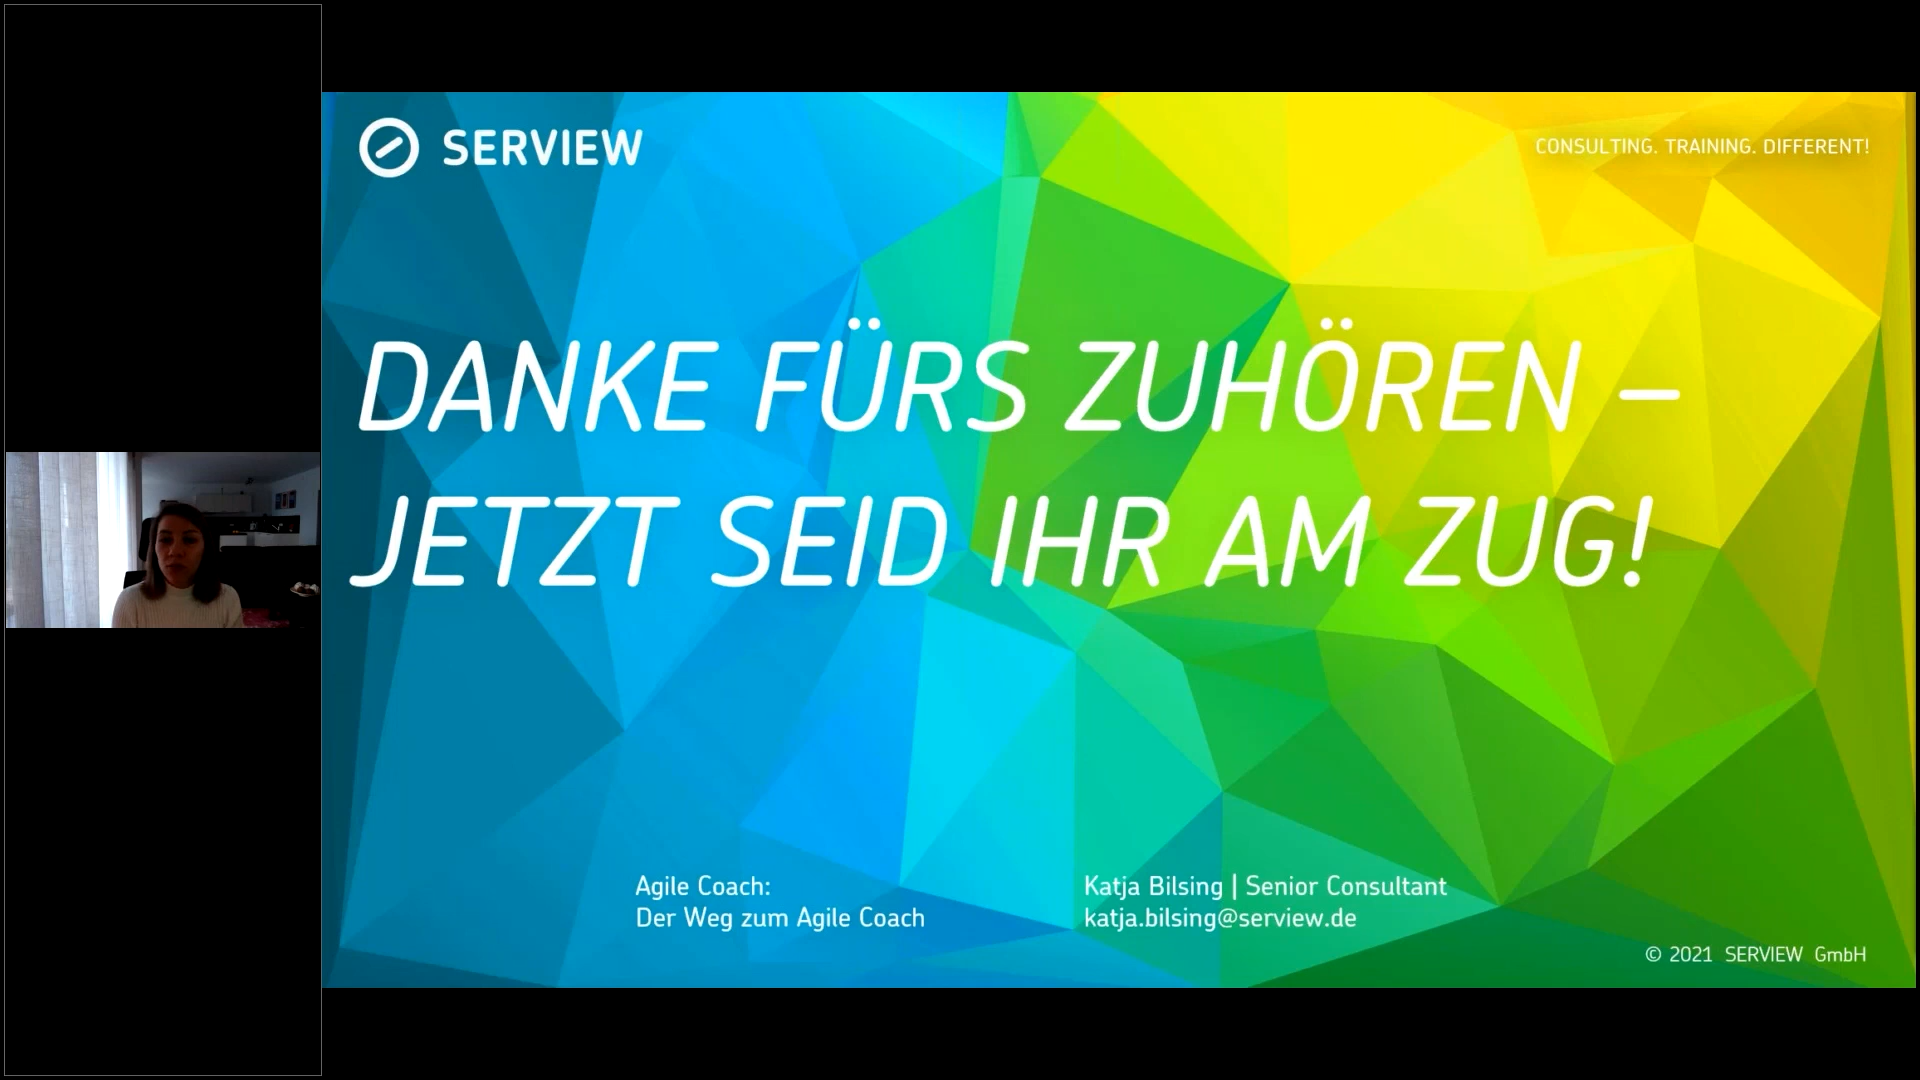 SERVIEW
CONSULTING. TRAINING. DIFFERENT!
DANKE FÜRS ZUHÖREN –
JETZT SEID IHR AM ZUG!
Agile Coach:
Der Weg zum Agile Coach
Katja Bilsing | Senior Consultant
katja.bilsing@serview.de
© 2021 SERVIEW GmbH